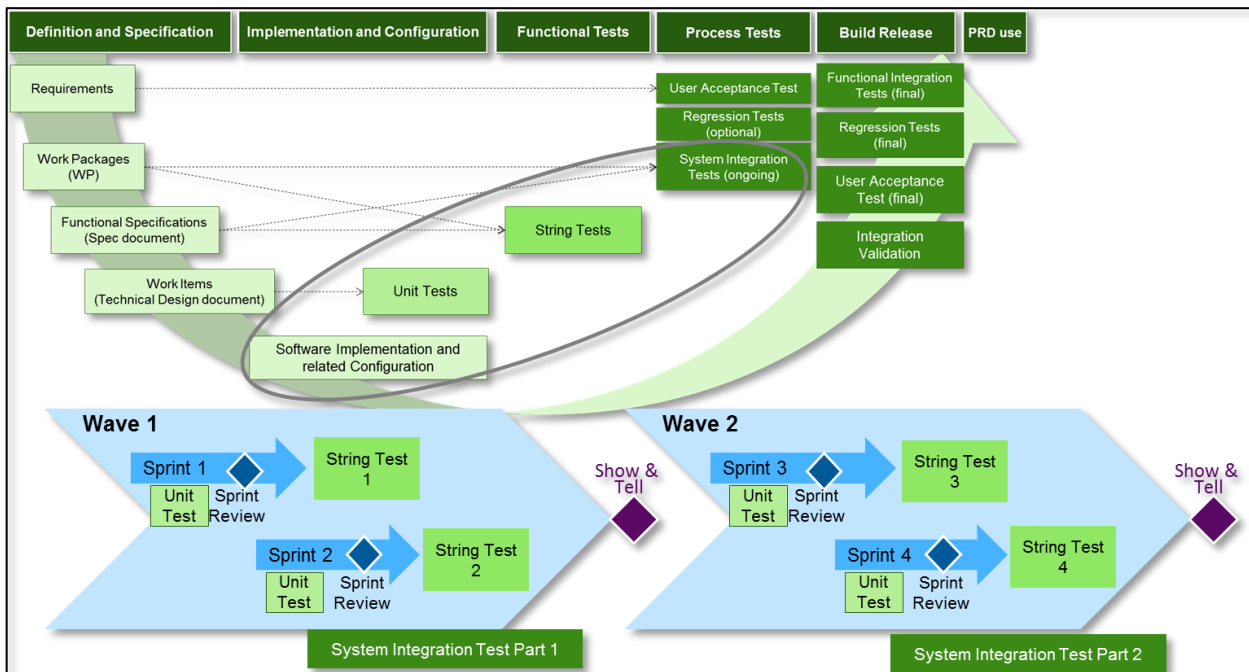 Definition and Specification
Implementation and Configuration
Functional Tests
Process Tests
Build Release
PRD use
Requirements
User Acceptance Test
Functional Integration
Tests (final)
Regression Tests
(optional)
Regression Tests
(final)
Work Packages
(WP)
System Integration
Tests (ongoing)
User Acceptance
Test (final)
Functional Specifications
(Spec document)
String Tests
Integration
Validation
Work Items
(Technical Design document)
Unit Tests
Software Implementation and
related Configuration
Wave 1
Sprint 1
Unit
Test
Sprint
Review
String Test
1
Sprint 2
Unit
Test
Sprint
Review
String Test
2
Show &
Tell
System Integration Test Part 1
Wave 2
Sprint 3
Unit
Test
Sprint
Review
String Test
3
Sprint 4
Unit
Test
Sprint
Review
String Test
4
Show &
Tell
System Integration Test Part 2